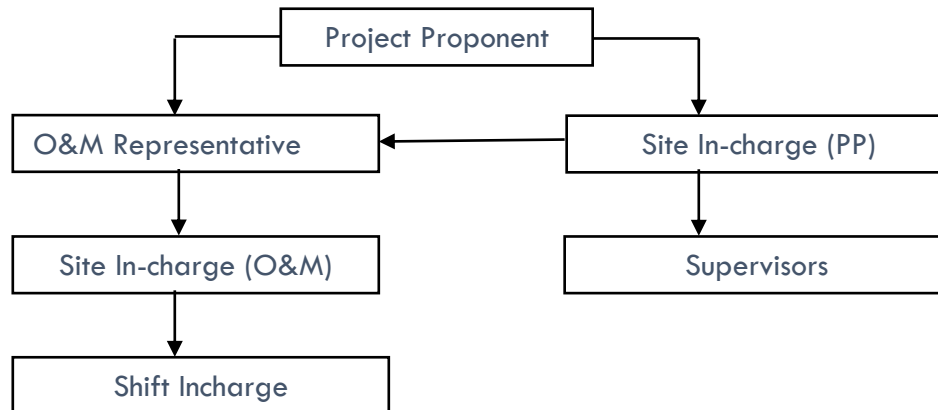 Project Proponent
O&M Representative
Site In-charge (PP)
Site In-charge (O&M)
Supervisors
Shift Incharge